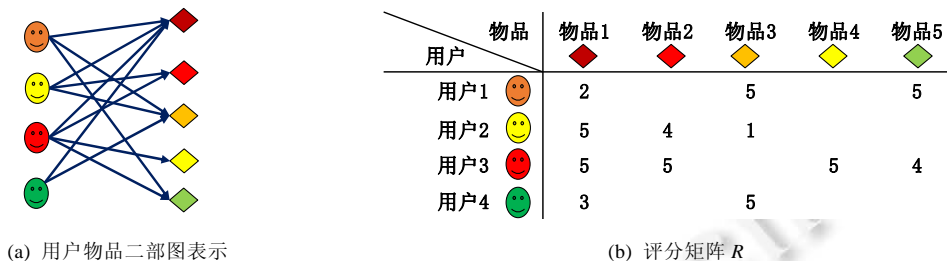 物品 物品1 物品2 物品3 物品4 物品5
用户
用户1 2 5 5
用户2 5 4 1
用户3 5 5 5 4
用户4 3 5
(a) 用户物品二部图表示 (b) 评分矩阵 R